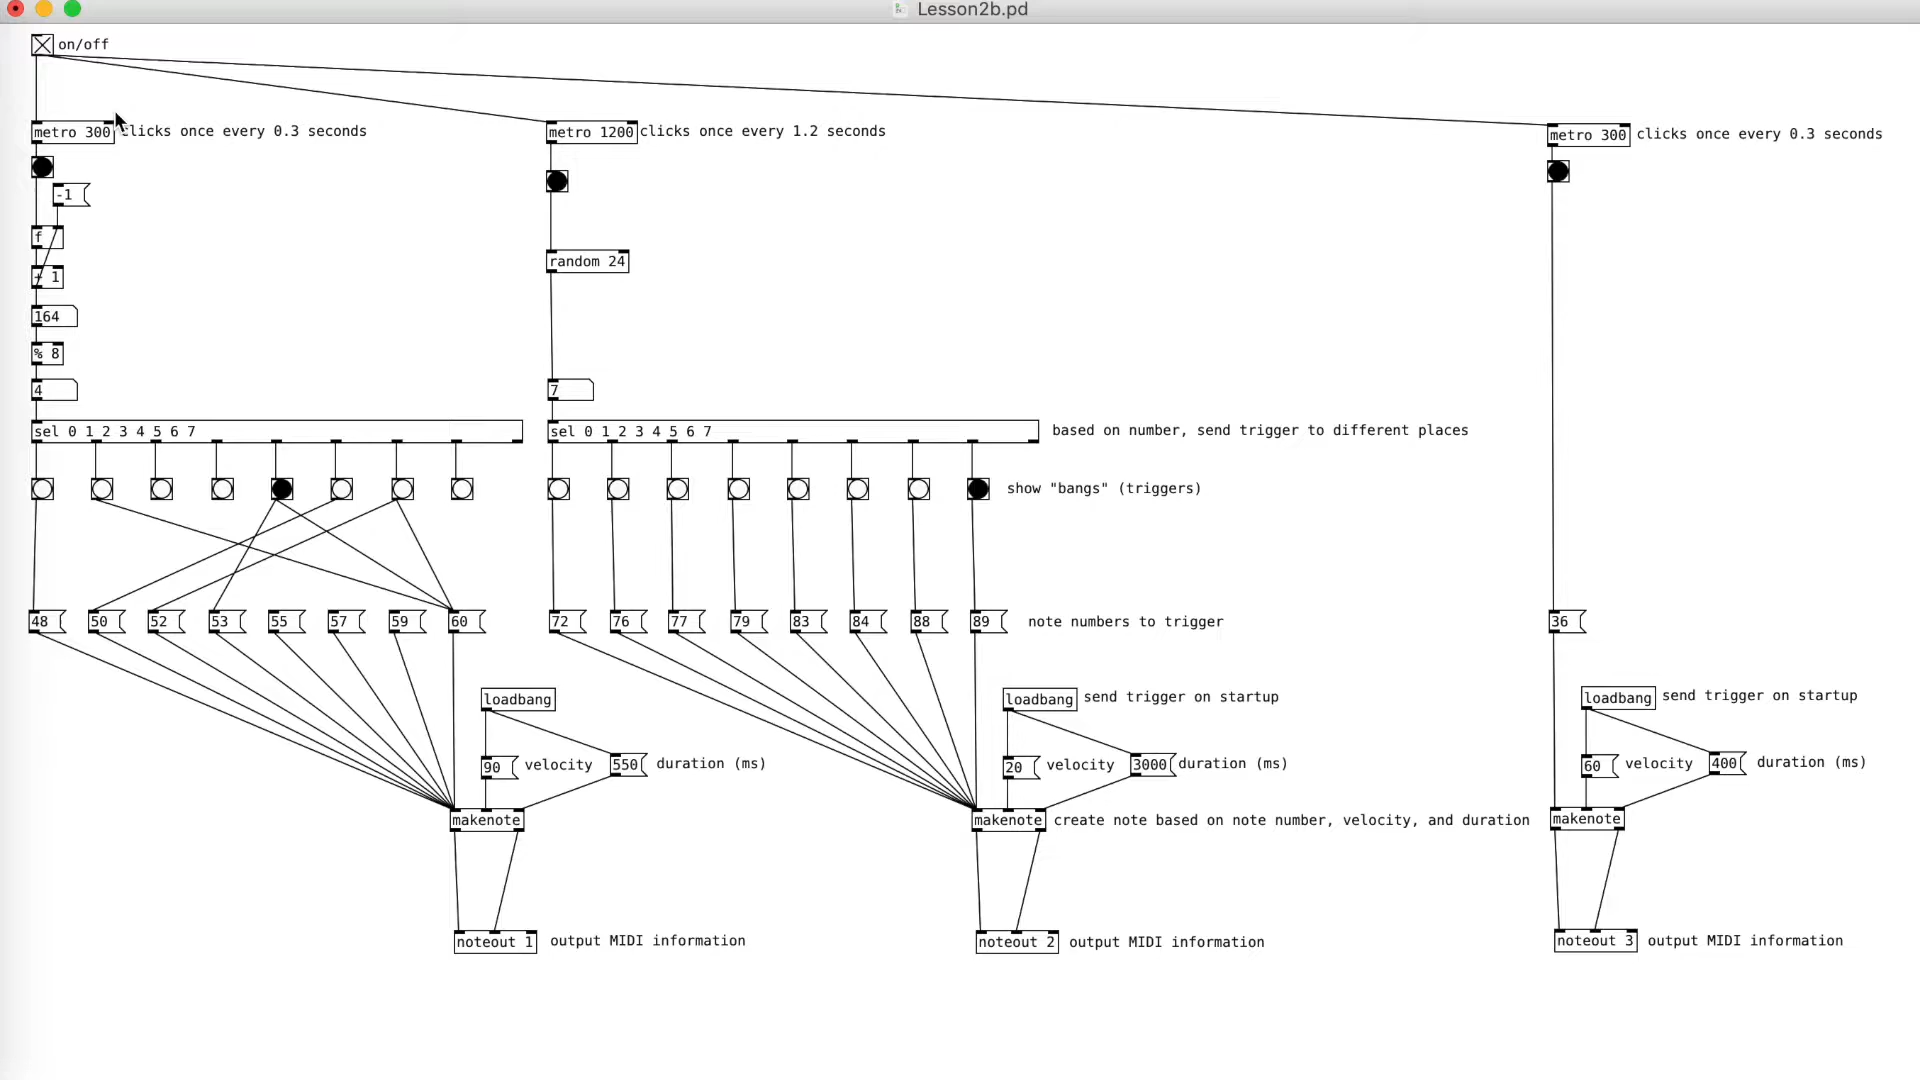 Lesson2b.pd
on/off
metro 300 clicks once every 0.3 seconds
metro 1200 clicks once every 1.2 seconds
metro 300 clicks once every 0.3 seconds
-1
f
+ 1
random 24
164
% 8
4
7
sel 0 1 2 3 4 5 6 7
sel 0 1 2 3 4 5 6 7 based on number, send trigger to different places
show "bangs" (triggers)
48 50 52 53 55 57 59 60
72 76 77 79 83 84 88 89 note numbers to trigger
36
loadbang
loadbang send trigger on startup
loadbang send trigger on startup
90 velocity 550 duration (ms)
20 velocity 3000 duration (ms)
60 velocity 400 duration (ms)
makenote
makenote create note based on note number, velocity, and duration
makenote
noteout 1 output MIDI information
noteout 2 output MIDI information
noteout 3 output MIDI information